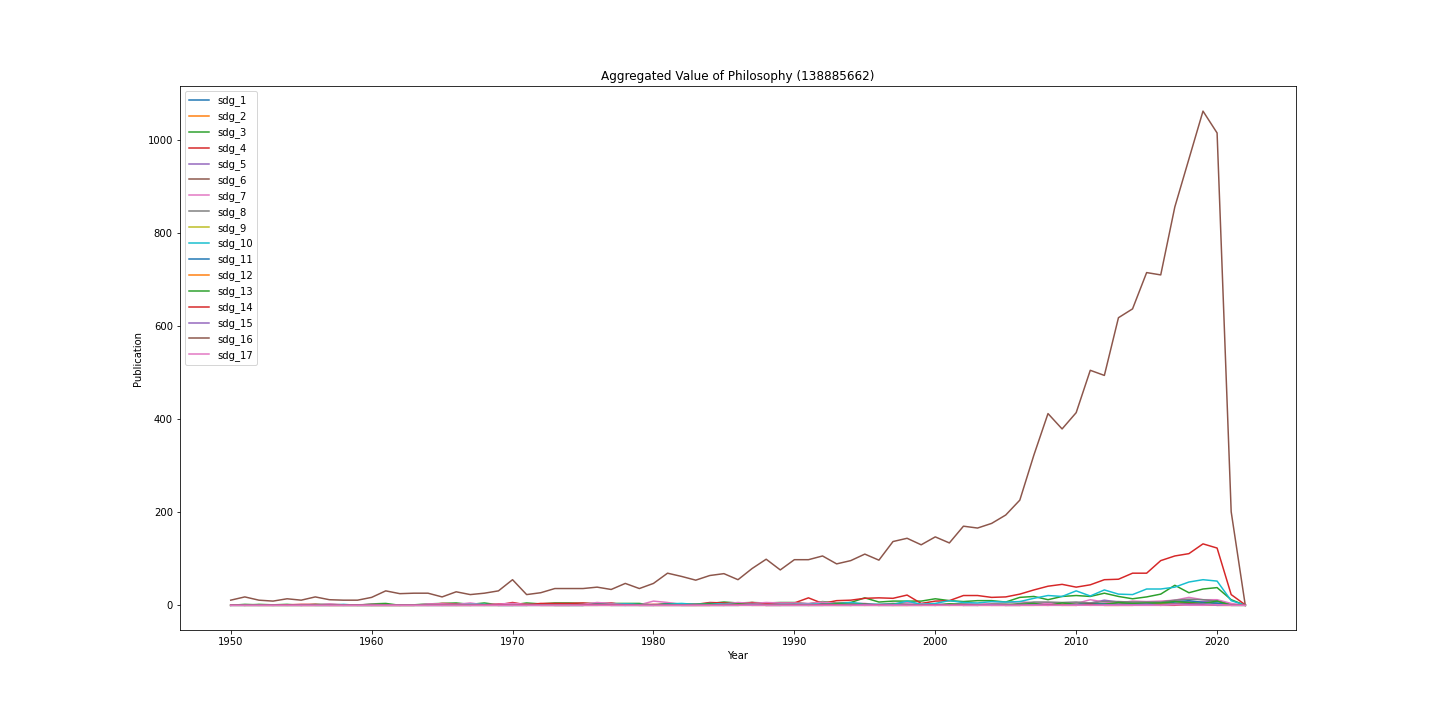 Aggregated Value of Philosophy (138885662)
sdg_1
sdg_2
sdg_3
sdg_4
sdg_5
sdg_6
sdg_7
sdg_8
sdg_9
sdg_10
sdg_11
sdg_12
sdg_13
sdg_14
sdg_15
sdg_16
sdg_17
1000
800
600
400
200
0
Publication
1950 1960 1970 1980 1990 2000 2010 2020
Year